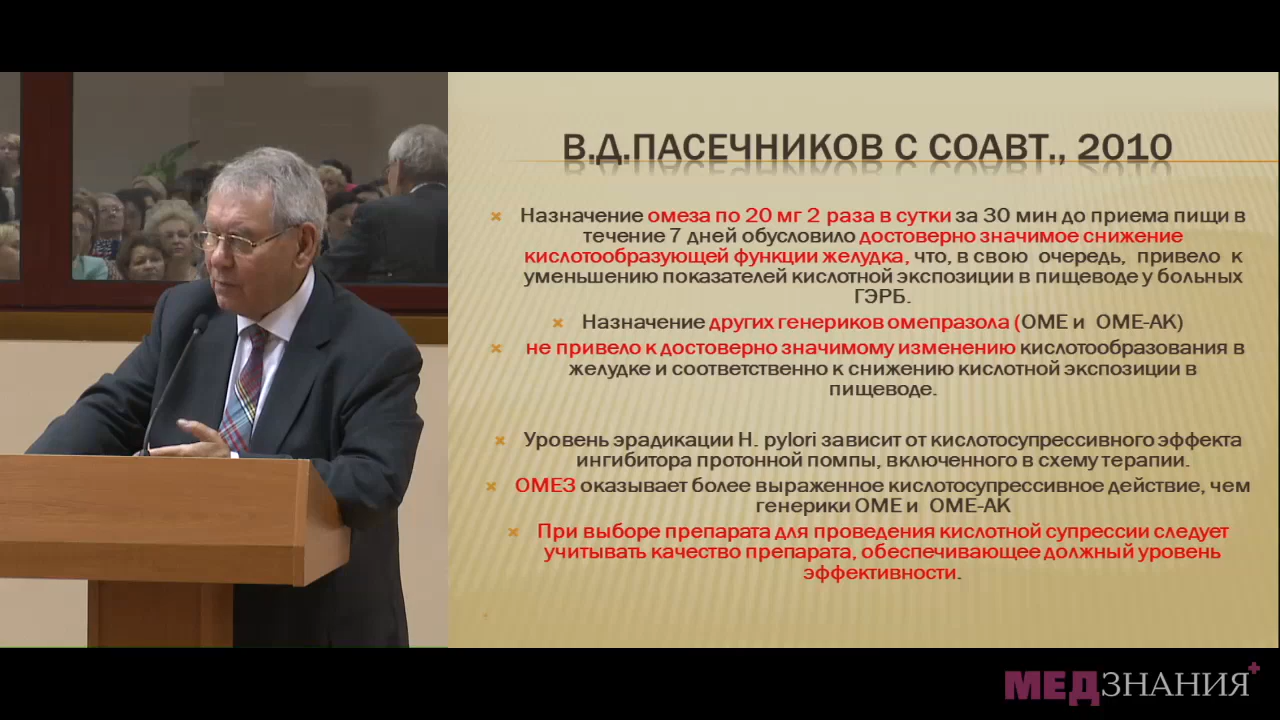 В.Д.ПАСЕЧНИКОВ С СОАВТ., 2010
Назначение омеза по 20 мг 2 раза в сутки за 30 мин до приема пищи в
течение 7 дней обусловило достоверно значимое снижение
кислотообразующей функции желудка, что, в свою очередь, привело к
уменьшению показателей кислотной экспозиции в пищеводе у больных
ГЭРБ.
Назначение других генериков омепразола (ОМЕ и ОМЕ-АК)
не привело к достоверно значимому изменению кислотообразования в
желудке и соответственно к снижению кислотной экспозиции в
пищеводе.
Уровень эрадикации H. pylori зависит от кислотосупрессивного эффекта
ингибитора протонной помпы, включенного в схему терапии.
ОМЕЗ оказывает более выраженное кислотосупрессивное действие, чем
генерики ОМЕ и ОМЕ-АК
При выборе препарата для проведения кислотной супрессии следует
учитывать качество препарата, обеспечивающее должный уровень
эффективности.
МЕДЗНАНИЯ